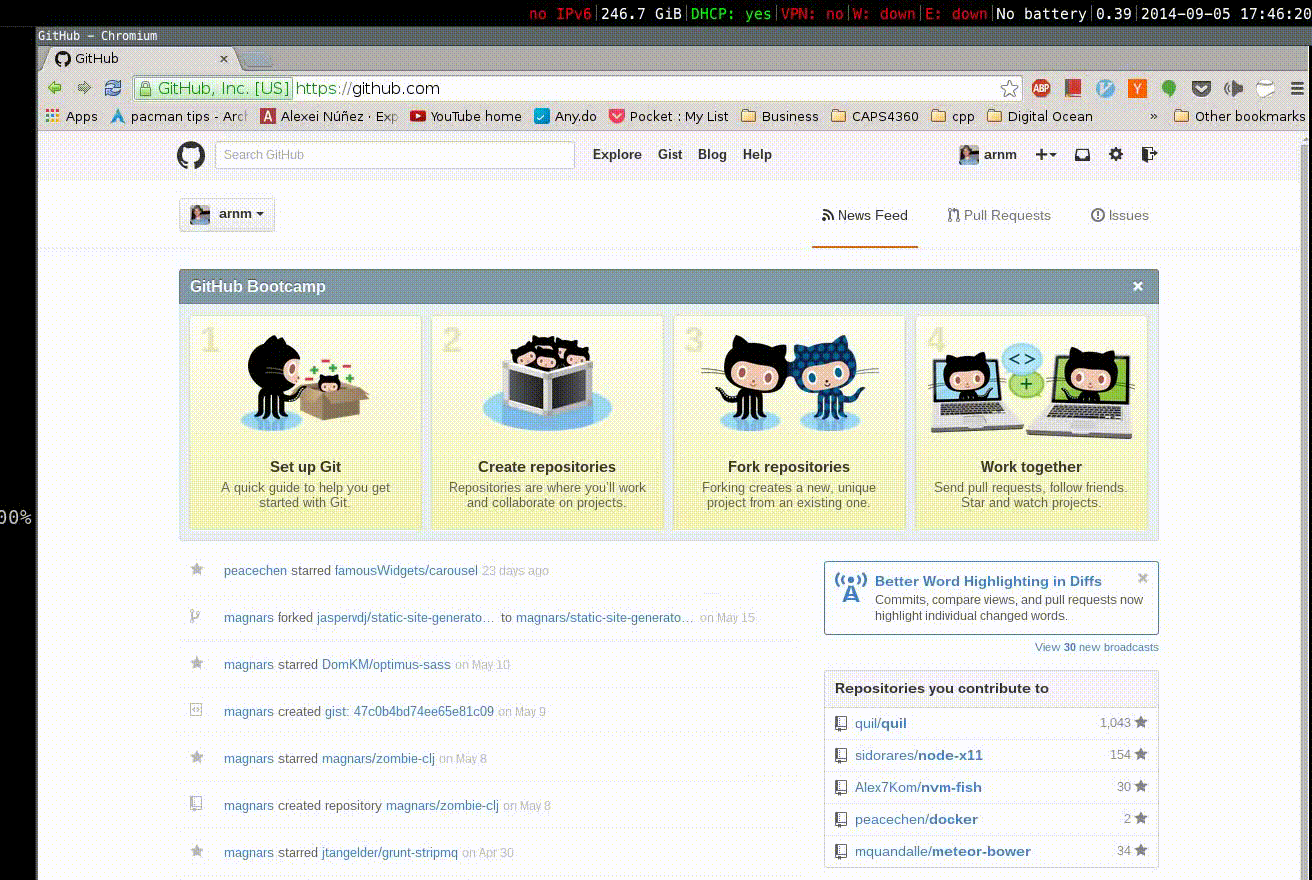 no IPv6|246.7 GiB|DHCP: yes|VPN: no|W: down|E: down|No battery|0.39|2014-09-05 17:46:20
GitHub - Chromium
GitHub
GitHub, Inc. [US] https://github.com
ABP
Y
Apps pacman tips - Arc Alexei Núñez · Exp YouTube home Any.do Pocket : My List Business CAPS4360 cpp Digital Ocean » Other bookmarks
Search GitHub Explore Gist Blog Help arnm
arnm News Feed Pull Requests Issues
GitHub Bootcamp
1 2 3 4
Set up Git
A quick guide to help you get
started with Git.
Create repositories
Repositories are where you'll work
and collaborate on projects.
Fork repositories
Forking creates a new, unique
project from an existing one.
Work together
Send pull requests, follow friends.
Star and watch projects.
00%
peacechen starred famousWidgets/carousel 23 days ago
magnars forked jaspervdj/static-site-generato… to magnars/static-site-generato… on May 15
magnars starred DomKM/optimus-sass on May 10
magnars created gist: 47c0b4bd74ee65e81c09 on May 9
magnars starred magnars/zombie-clj on May 8
magnars created repository magnars/zombie-clj on May 8
magnars starred jtangelder/grunt-stripmq on Apr 30
Better Word Highlighting in Diffs
Commits, compare views, and pull requests now
highlight individual changed words.
View 30 new broadcasts
Repositories you contribute to
quil/quil 1,043
sidorares/node-x11 154
Alex7Kom/nvm-fish 30
peacechen/docker 2
mquandalle/meteor-bower 34